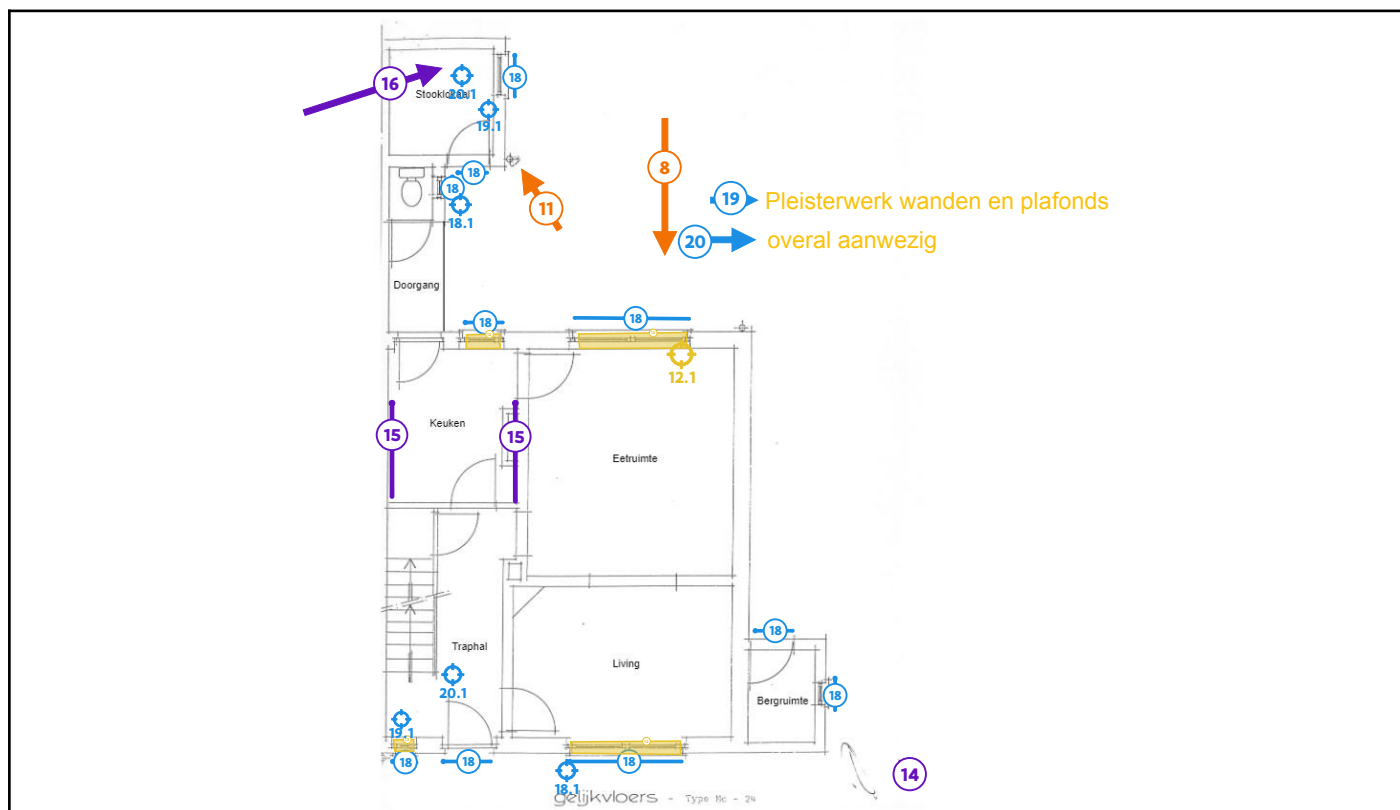 16
18
20.1
Stooklokaal
19.1
8
18
18
11
19 Pleisterwerk wanden en plafonds
18.1
20 overal aanwezig
Doorgang
18
18
12.1
15
Keuken
15
Eetruimte
18
Traphal
Living
20.1
18
Bergruimte
19.1
18
18
18
18.1
14
gelijkvloers - Type Mc - 24